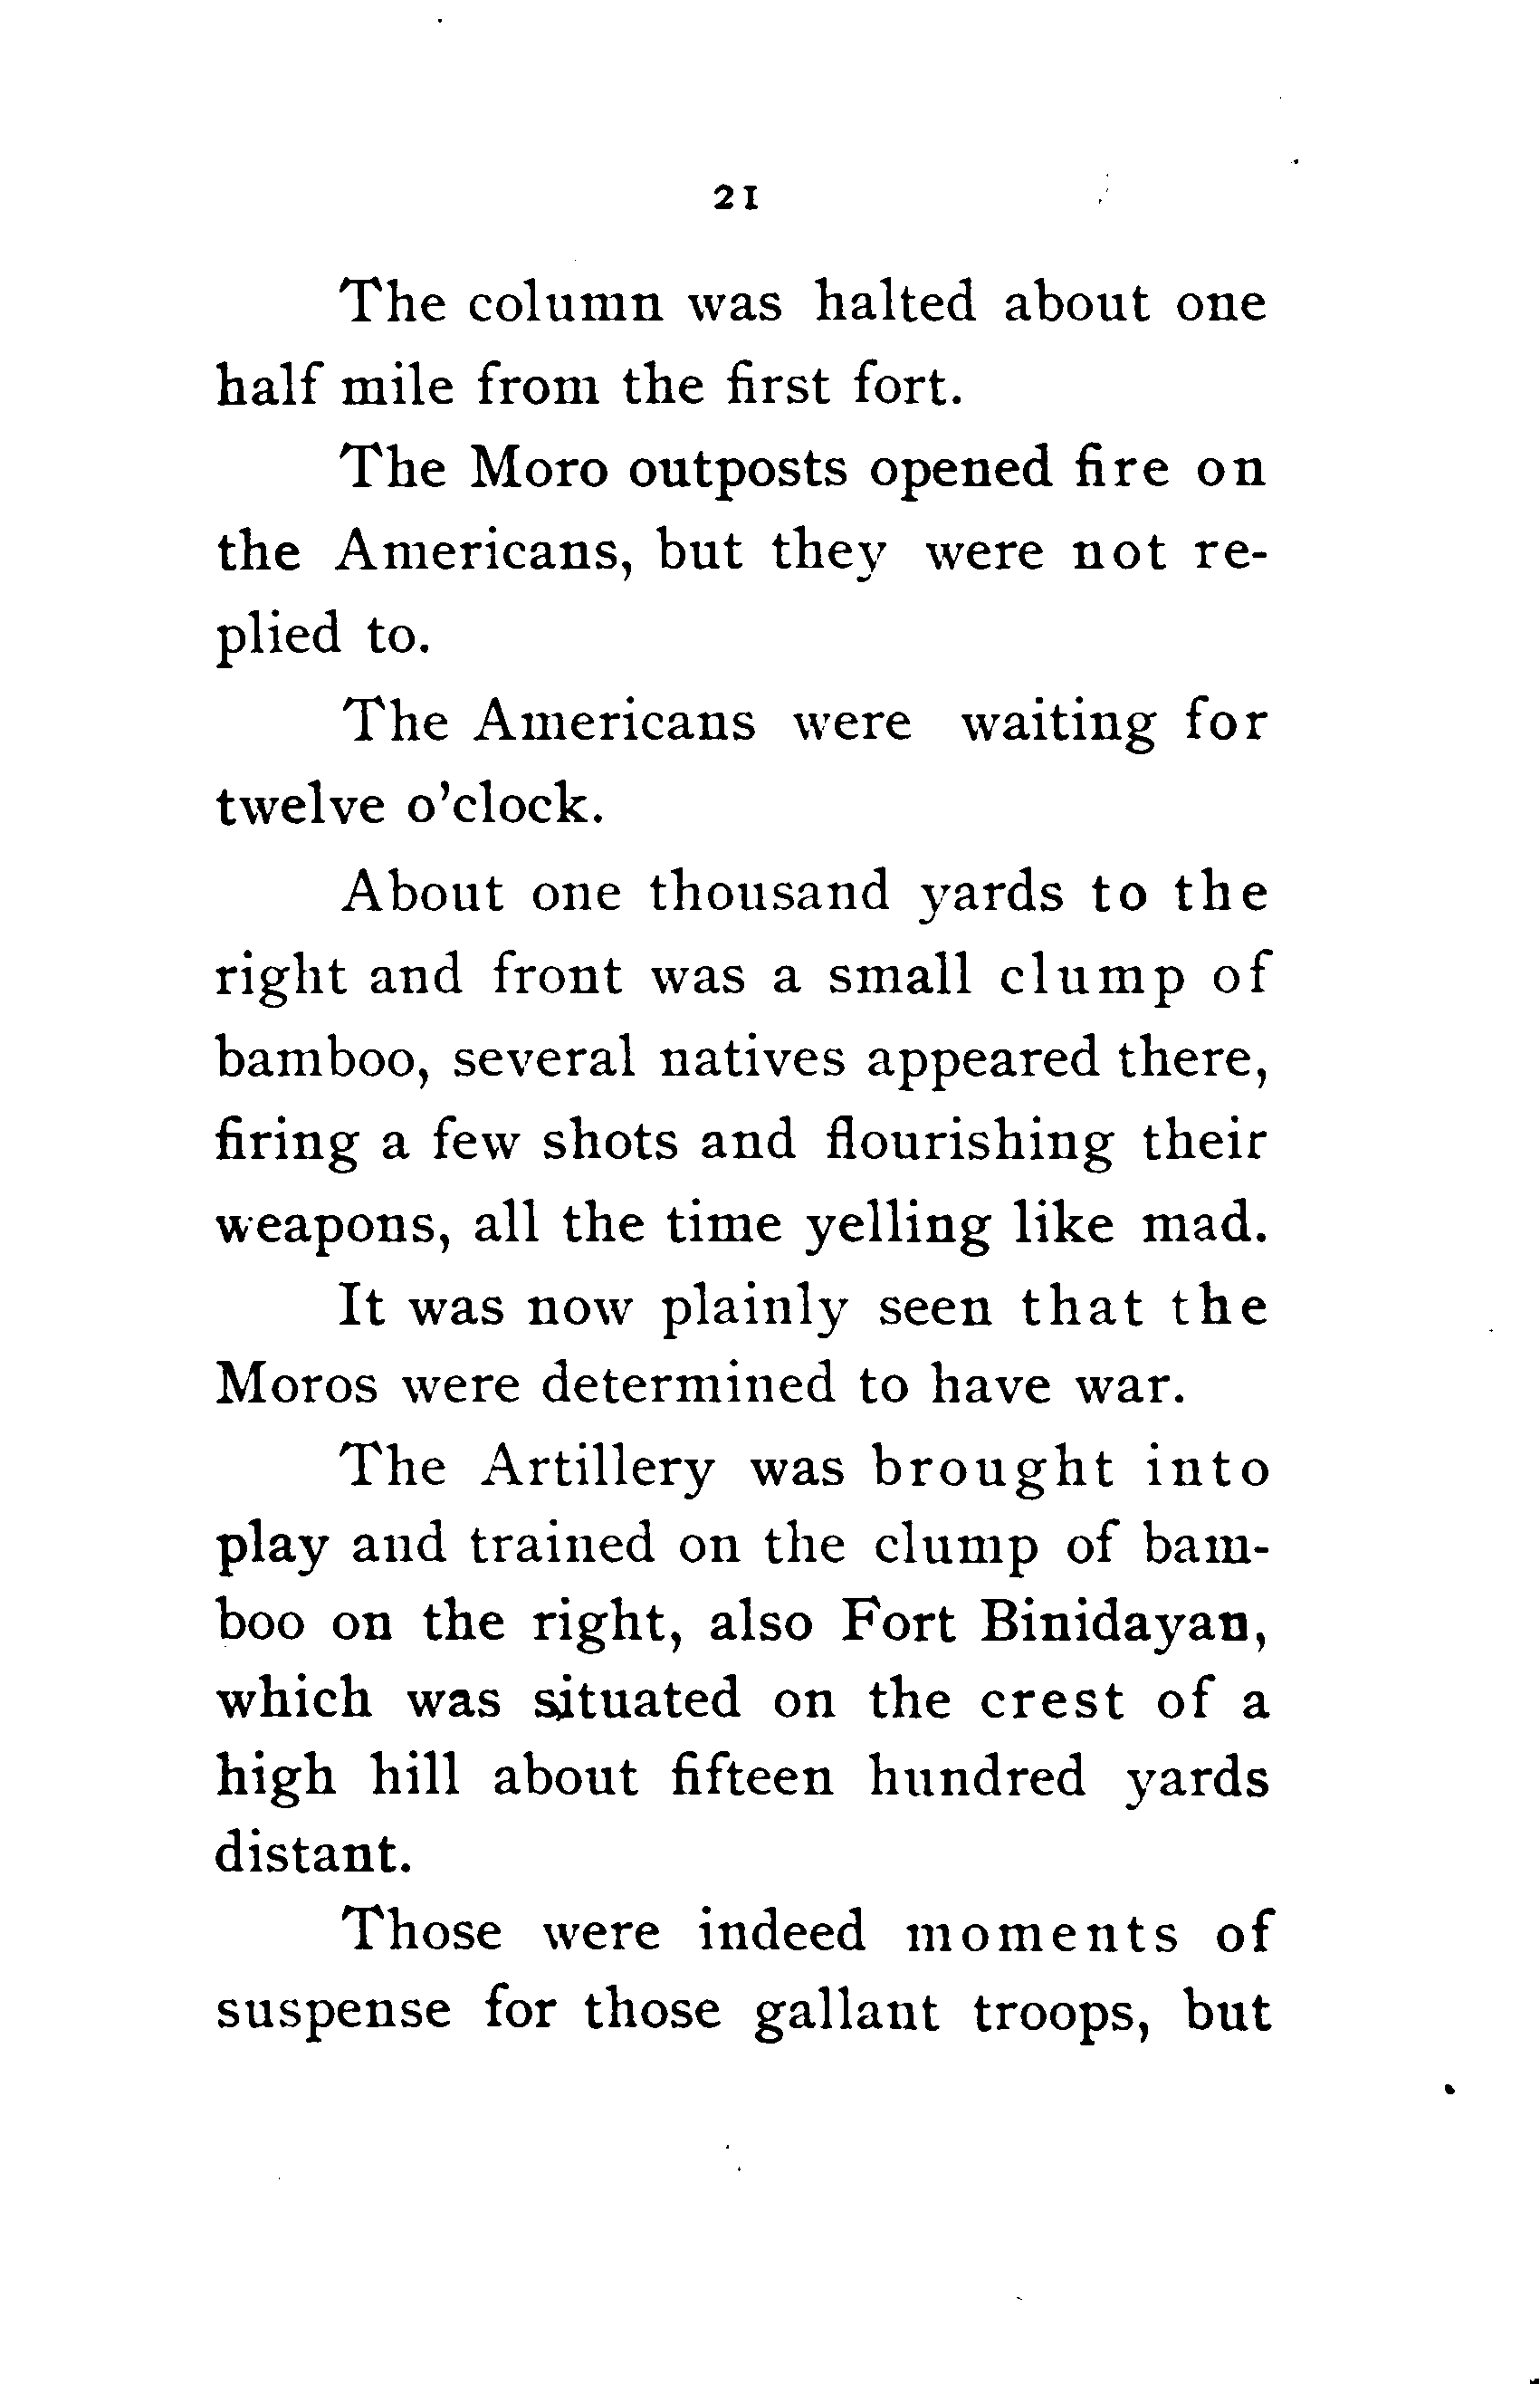 21
The column was halted about one
half mile from the first fort.
The Moro outposts opened fire on
the Americans, but they were not re-
plied to.
The Americans were waiting for
twelve o'clock.
About one thousand yards to the
right and front was a small clump of
bamboo, several natives appeared there,
firing a few shots and flourishing their
weapons, all the time yelling like mad.
It was now plainly seen that the
Moros were determined to have war.
The Artillery was brought into
play and trained on the clump of bam-
boo on the right, also Fort Binidayan,
which was situated on the crest of a
high hill about fifteen hundred yards
distant.
Those were indeed moments of
suspense for those gallant troops, but